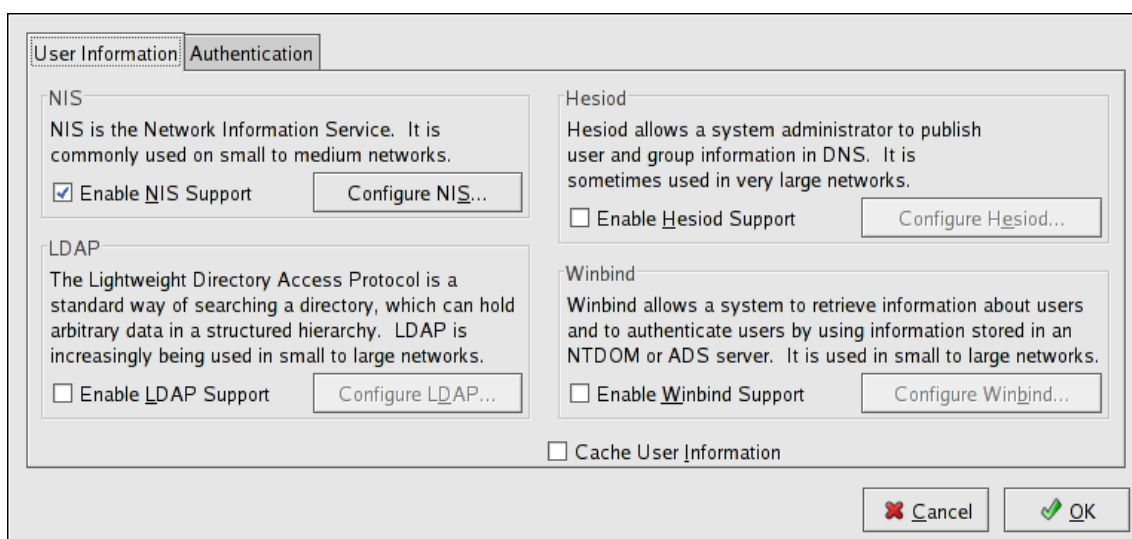 User Information Authentication
NIS
NIS is the Network Information Service. It is
commonly used on small to medium networks.
Enable NIS Support Configure NIS...
LDAP
The Lightweight Directory Access Protocol is a
standard way of searching a directory, which can hold
arbitrary data in a structured hierarchy. LDAP is
increasingly being used in small to large networks.
Enable LDAP Support Configure LDAP...
Hesiod
Hesiod allows a system administrator to publish
user and group information in DNS. It is
sometimes used in very large networks.
Enable Hesiod Support Configure Hesiod...
Winbind
Winbind allows a system to retrieve information about users
and to authenticate users by using information stored in an
NTDOM or ADS server. It is used in small to large networks.
Enable Winbind Support Configure Winbind...
Cache User Information
Cancel OK